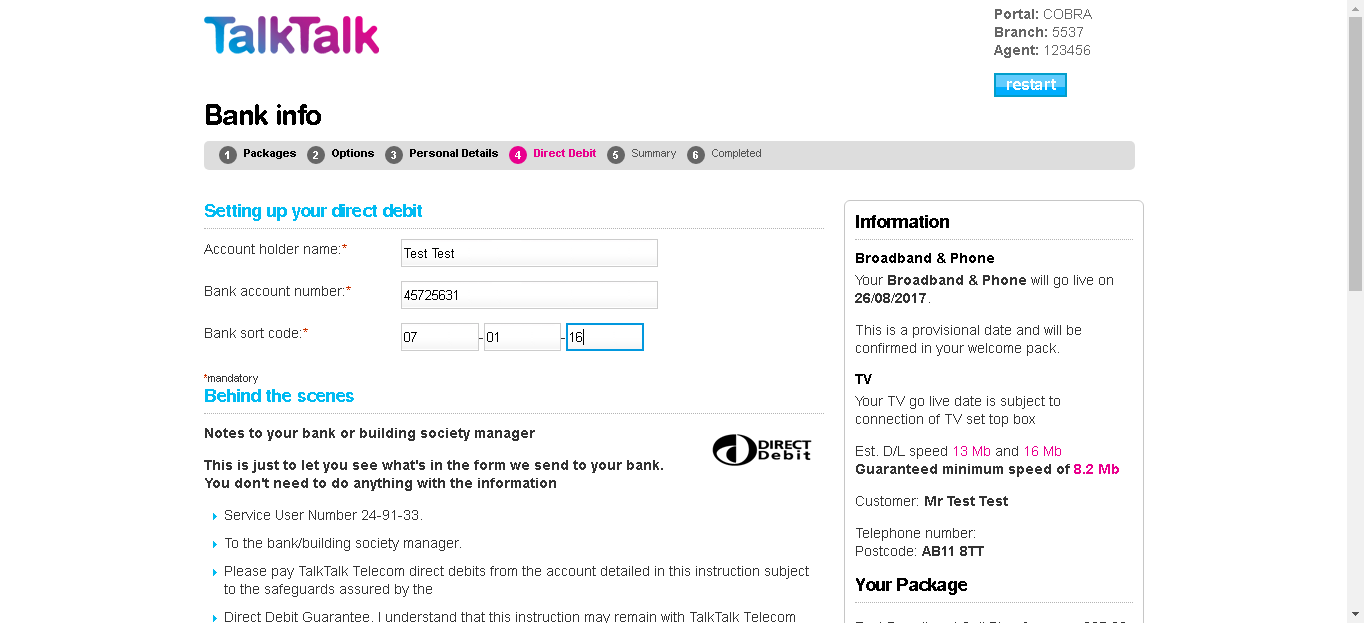 TalkTalk
Portal: COBRA
Branch: 5537
Agent: 123456
restart
Bank info
1 Packages 2 Options 3 Personal Details 4 Direct Debit 5 Summary 6 Completed
Setting up your direct debit
Account holder name:* Test Test
Bank account number:* 45725631
Bank sort code:* 07 - 01 - 16
*mandatory
Behind the scenes
Notes to your bank or building society manager
DIRECT
Debit
This is just to let you see what's in the form we send to your bank.
You don't need to do anything with the information
Service User Number 24-91-33.
To the bank/building society manager.
Please pay TalkTalk Telecom direct debits from the account detailed in this instruction subject
to the safeguards assured by the
Direct Debit Guarantee. I understand that this instruction may remain with TalkTalk Telecom
Information
Broadband & Phone
Your Broadband & Phone will go live on
26/08/2017.
This is a provisional date and will be
confirmed in your welcome pack.
TV
Your TV go live date is subject to
connection of TV set top box
Est. D/L speed 13 Mb and 16 Mb
Guaranteed minimum speed of 8.2 Mb
Customer: Mr Test Test
Telephone number:
Postcode: AB11 8TT
Your Package